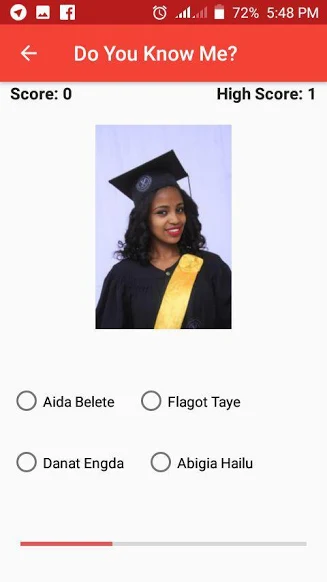 72% 5:48 PM
Do You Know Me?
Score: 0 High Score: 1
Aida Belete Flagot Taye
Danat Engda Abigia Hailu